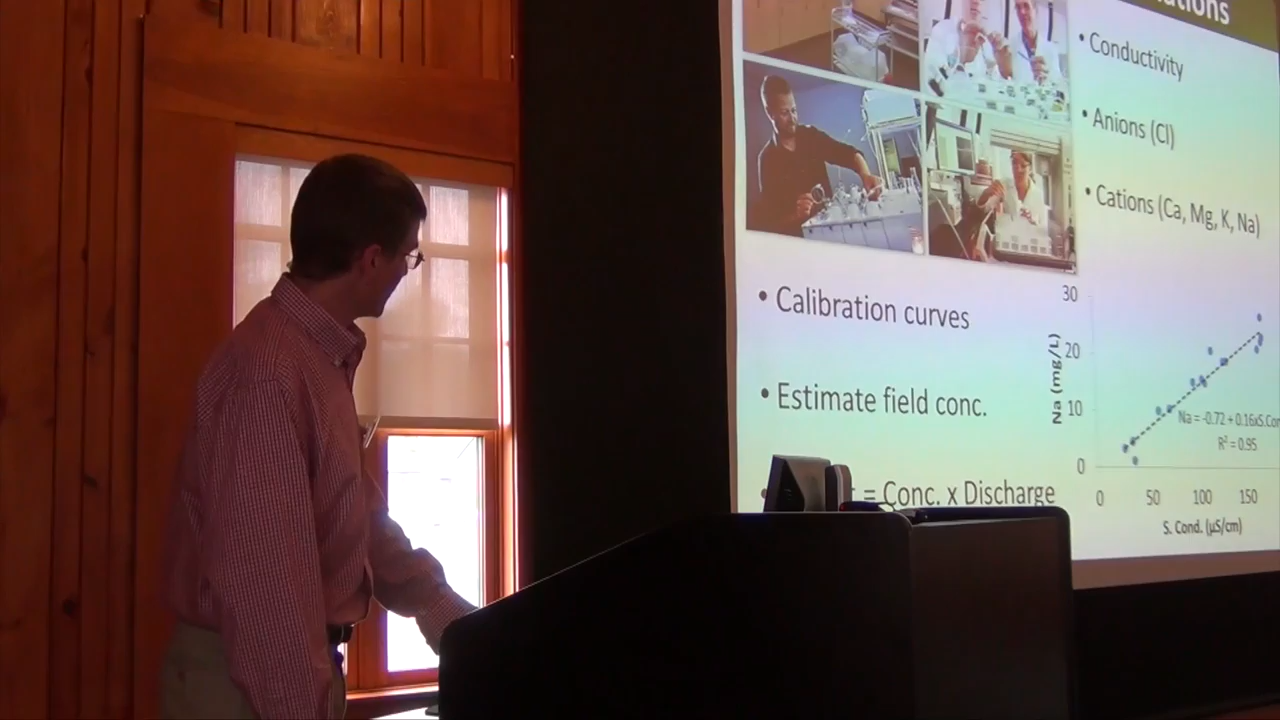 • Conductivity
• Anions (Cl)
• Cations (Ca, Mg, K, Na)
• Calibration curves
• Estimate field conc.
= Conc. x Discharge
30
20
10
0
Na (mg/L)
Na = -0.72 + 0.16xS.Con
R² = 0.95
0 50 100 150
S. Cond. (µS/cm)